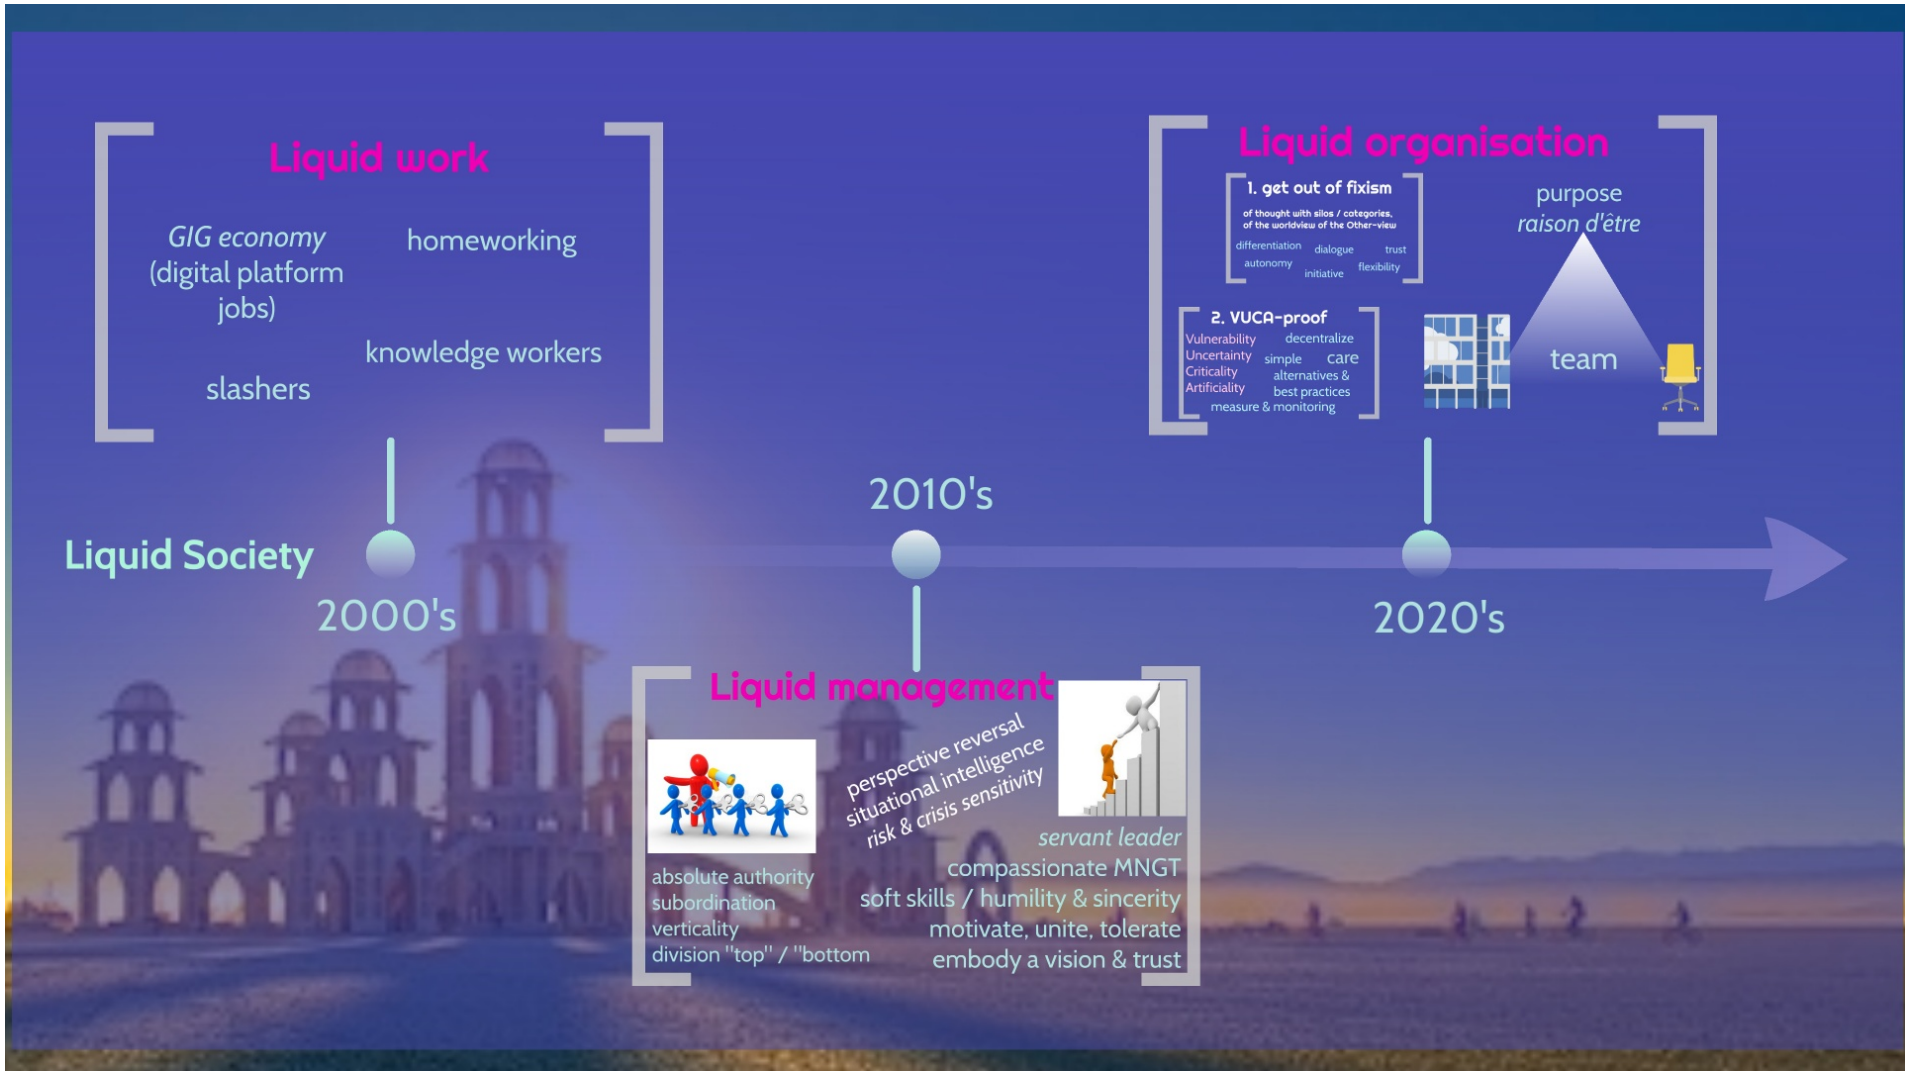 Liquid work
GIG economy
(digital platform
jobs)
homeworking
knowledge workers
slashers
Liquid organisation
1. get out of fixism
of thought with silos / categories,
of the worldview of the Other-view
differentiation
dialogue
trust
autonomy
initiative
flexibility
2. VUCA-proof
Vulnerability
Uncertainty
Criticality
Artificiality
decentralize
simple
care
alternatives &
best practices
measure & monitoring
purpose
raison d'être
team
Liquid Society
2000's
2010's
2020's
Liquid management
perspective reversal
situational intelligence
risk & crisis sensitivity
absolute authority
subordination
verticality
division "top" / "bottom
servant leader
compassionate MNGT
soft skills / humility & sincerity
motivate, unite, tolerate
embody a vision & trust